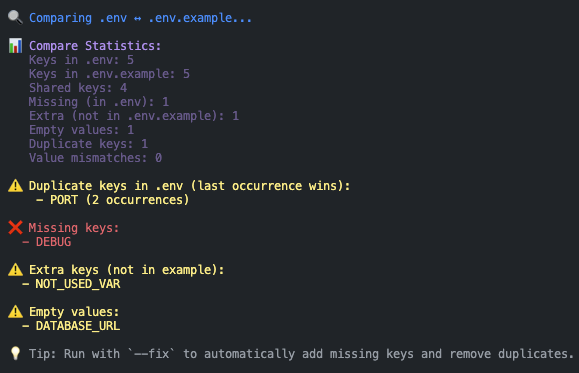 🔍 Comparing .env ↔ .env.example...
📊 Compare Statistics:
Keys in .env: 5
Keys in .env.example: 5
Shared keys: 4
Missing (in .env): 1
Extra (not in .env.example): 1
Empty values: 1
Duplicate keys: 1
Value mismatches: 0
⚠️ Duplicate keys in .env (last occurrence wins):
- PORT (2 occurrences)
❌ Missing keys:
- DEBUG
⚠️ Extra keys (not in example):
- NOT_USED_VAR
⚠️ Empty values:
- DATABASE_URL
💡 Tip: Run with `--fix` to automatically add missing keys and remove duplicates.